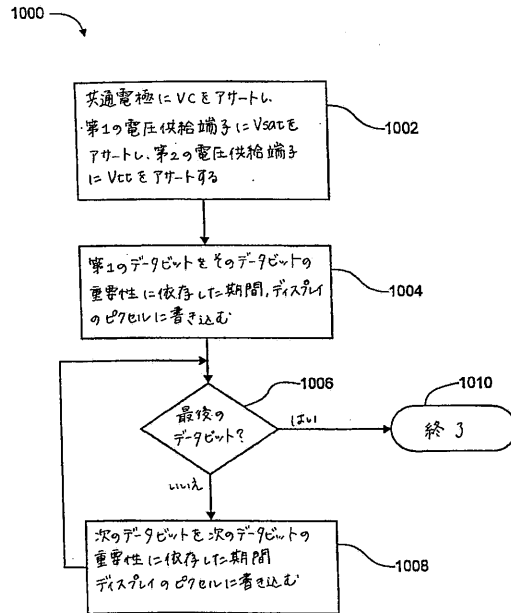 1000
共通電極にVCをアサートし、
第1の電圧供給端子にVsatを
アサートし、第2の電圧供給端子
にVttをアサートする
1002
第1のデータビットをそのデータビットの
重要性に依存した期間,ディスプレイ
のピクセルに書き込む
1004
最後の
データビット?
1006
はい
1010
終了
いいえ
次のデータビットを次のデータビットの
重要性に依存した期間
ディスプレイのピクセルに書き込む
1008